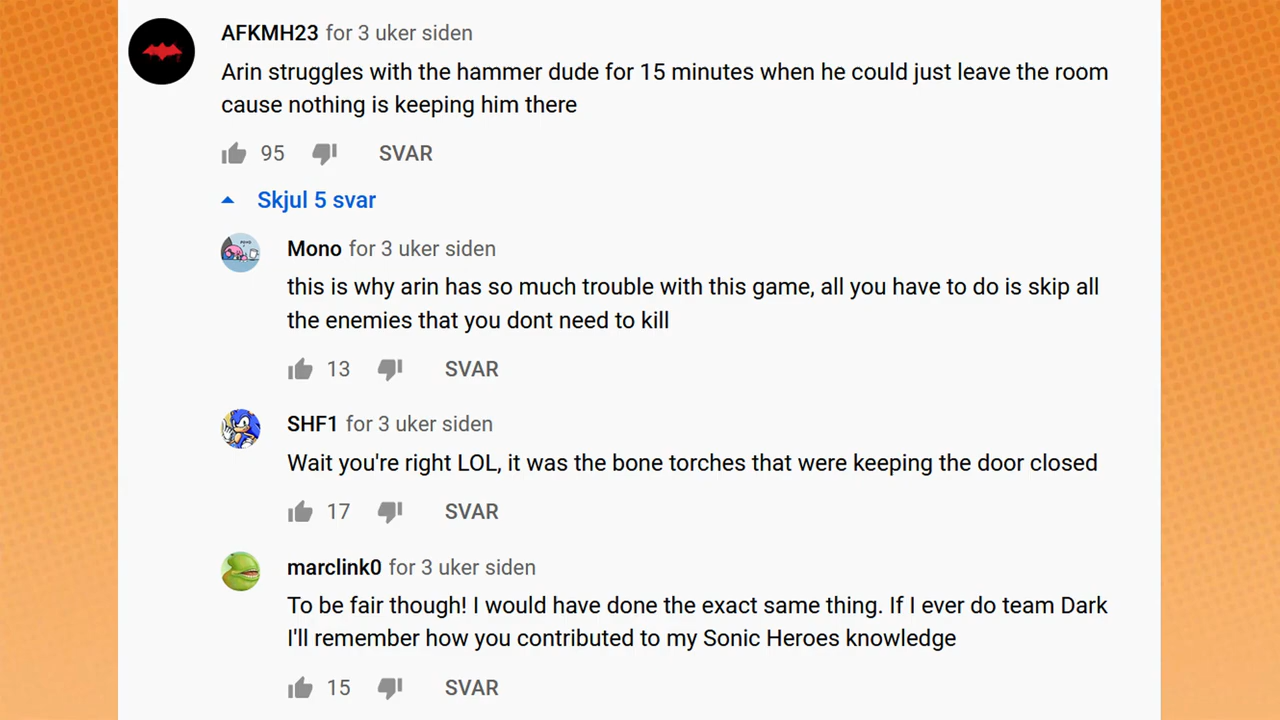 AFKMH23 for 3 uker siden
Arin struggles with the hammer dude for 15 minutes when he could just leave the room
cause nothing is keeping him there
95 SVAR
Skjul 5 svar
Mono for 3 uker siden
this is why arin has so much trouble with this game, all you have to do is skip all
the enemies that you dont need to kill
13 SVAR
SHF1 for 3 uker siden
Wait you're right LOL, it was the bone torches that were keeping the door closed
17 SVAR
marclink0 for 3 uker siden
To be fair though! I would have done the exact same thing. If I ever do team Dark
I'll remember how you contributed to my Sonic Heroes knowledge
15 SVAR